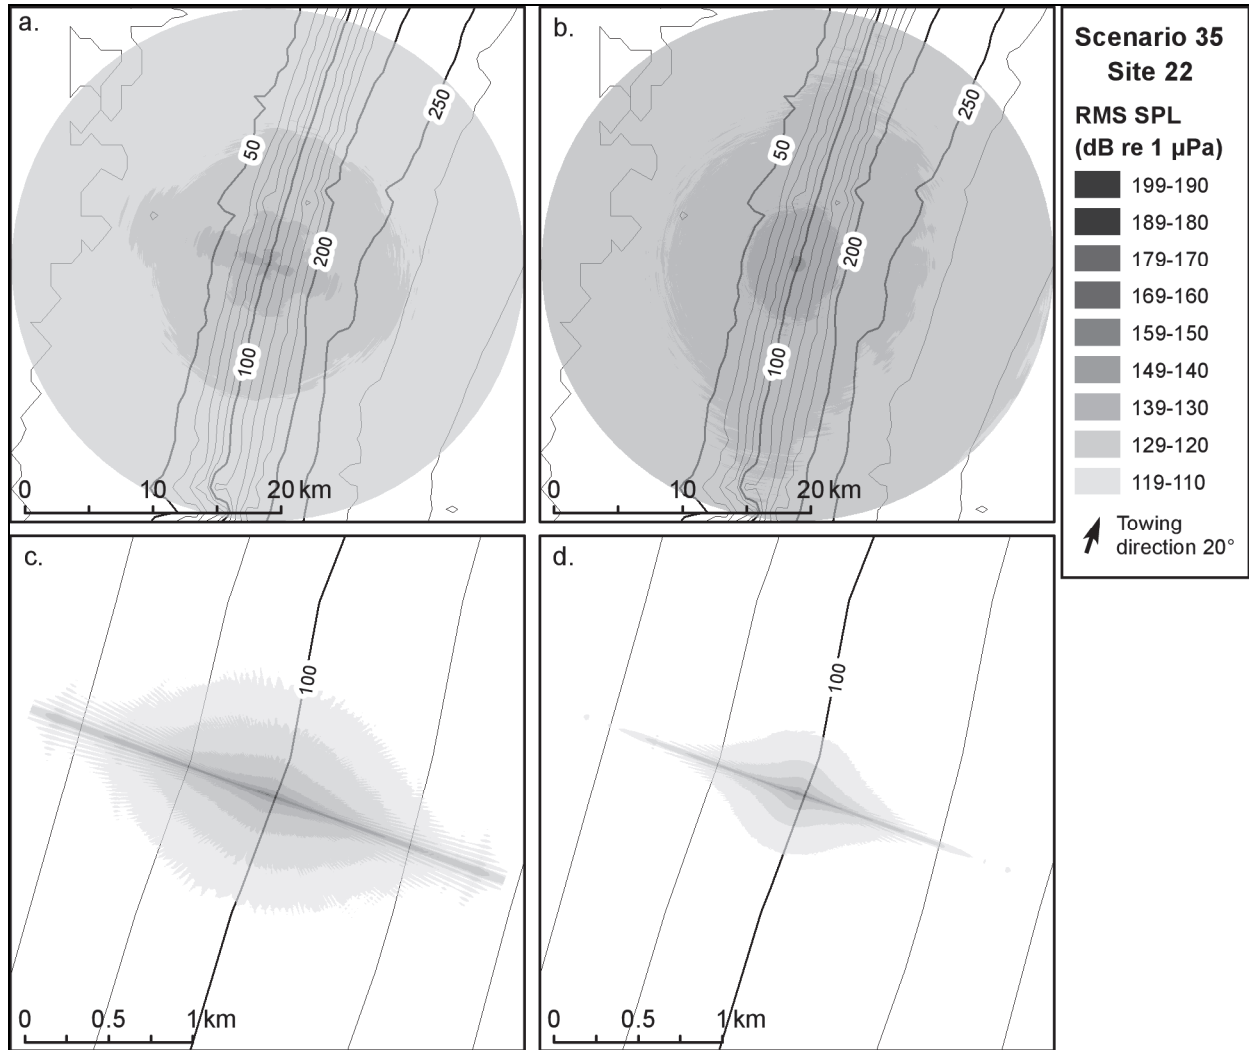 a.
50
250
200
100
0 10 20 km
b.
50
250
200
100
0 10 20 km
Scenario 35
Site 22
RMS SPL
(dB re 1 µPa)
199-190
189-180
179-170
169-160
159-150
149-140
139-130
129-120
119-110
Towing
direction 20°
c.
100
0 0.5 1 km
d.
100
0 0.5 1 km